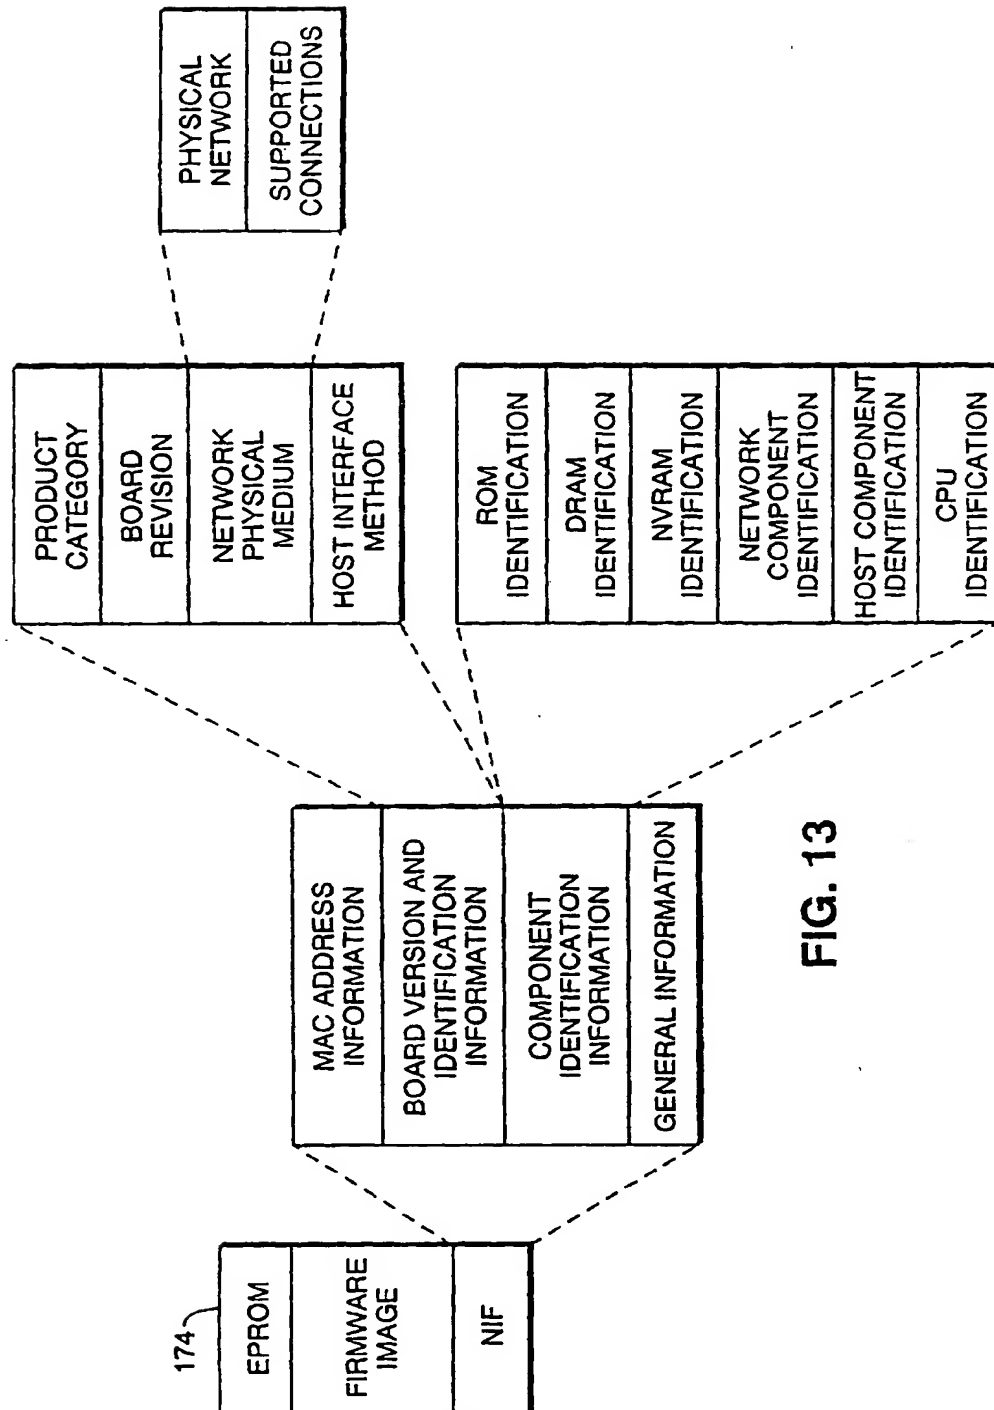 174
EPROM
FIRMWARE
IMAGE
NIF
MAC ADDRESS
INFORMATION
BOARD VERSION AND
IDENTIFICATION
INFORMATION
COMPONENT
IDENTIFICATION
INFORMATION
GENERAL INFORMATION
PRODUCT
CATEGORY
BOARD
REVISION
NETWORK
PHYSICAL
MEDIUM
HOST INTERFACE
METHOD
ROM
IDENTIFICATION
DRAM
IDENTIFICATION
NVRAM
IDENTIFICATION
NETWORK
COMPONENT
IDENTIFICATION
HOST COMPONENT
IDENTIFICATION
CPU
IDENTIFICATION
PHYSICAL
NETWORK
SUPPORTED
CONNECTIONS
FIG. 13